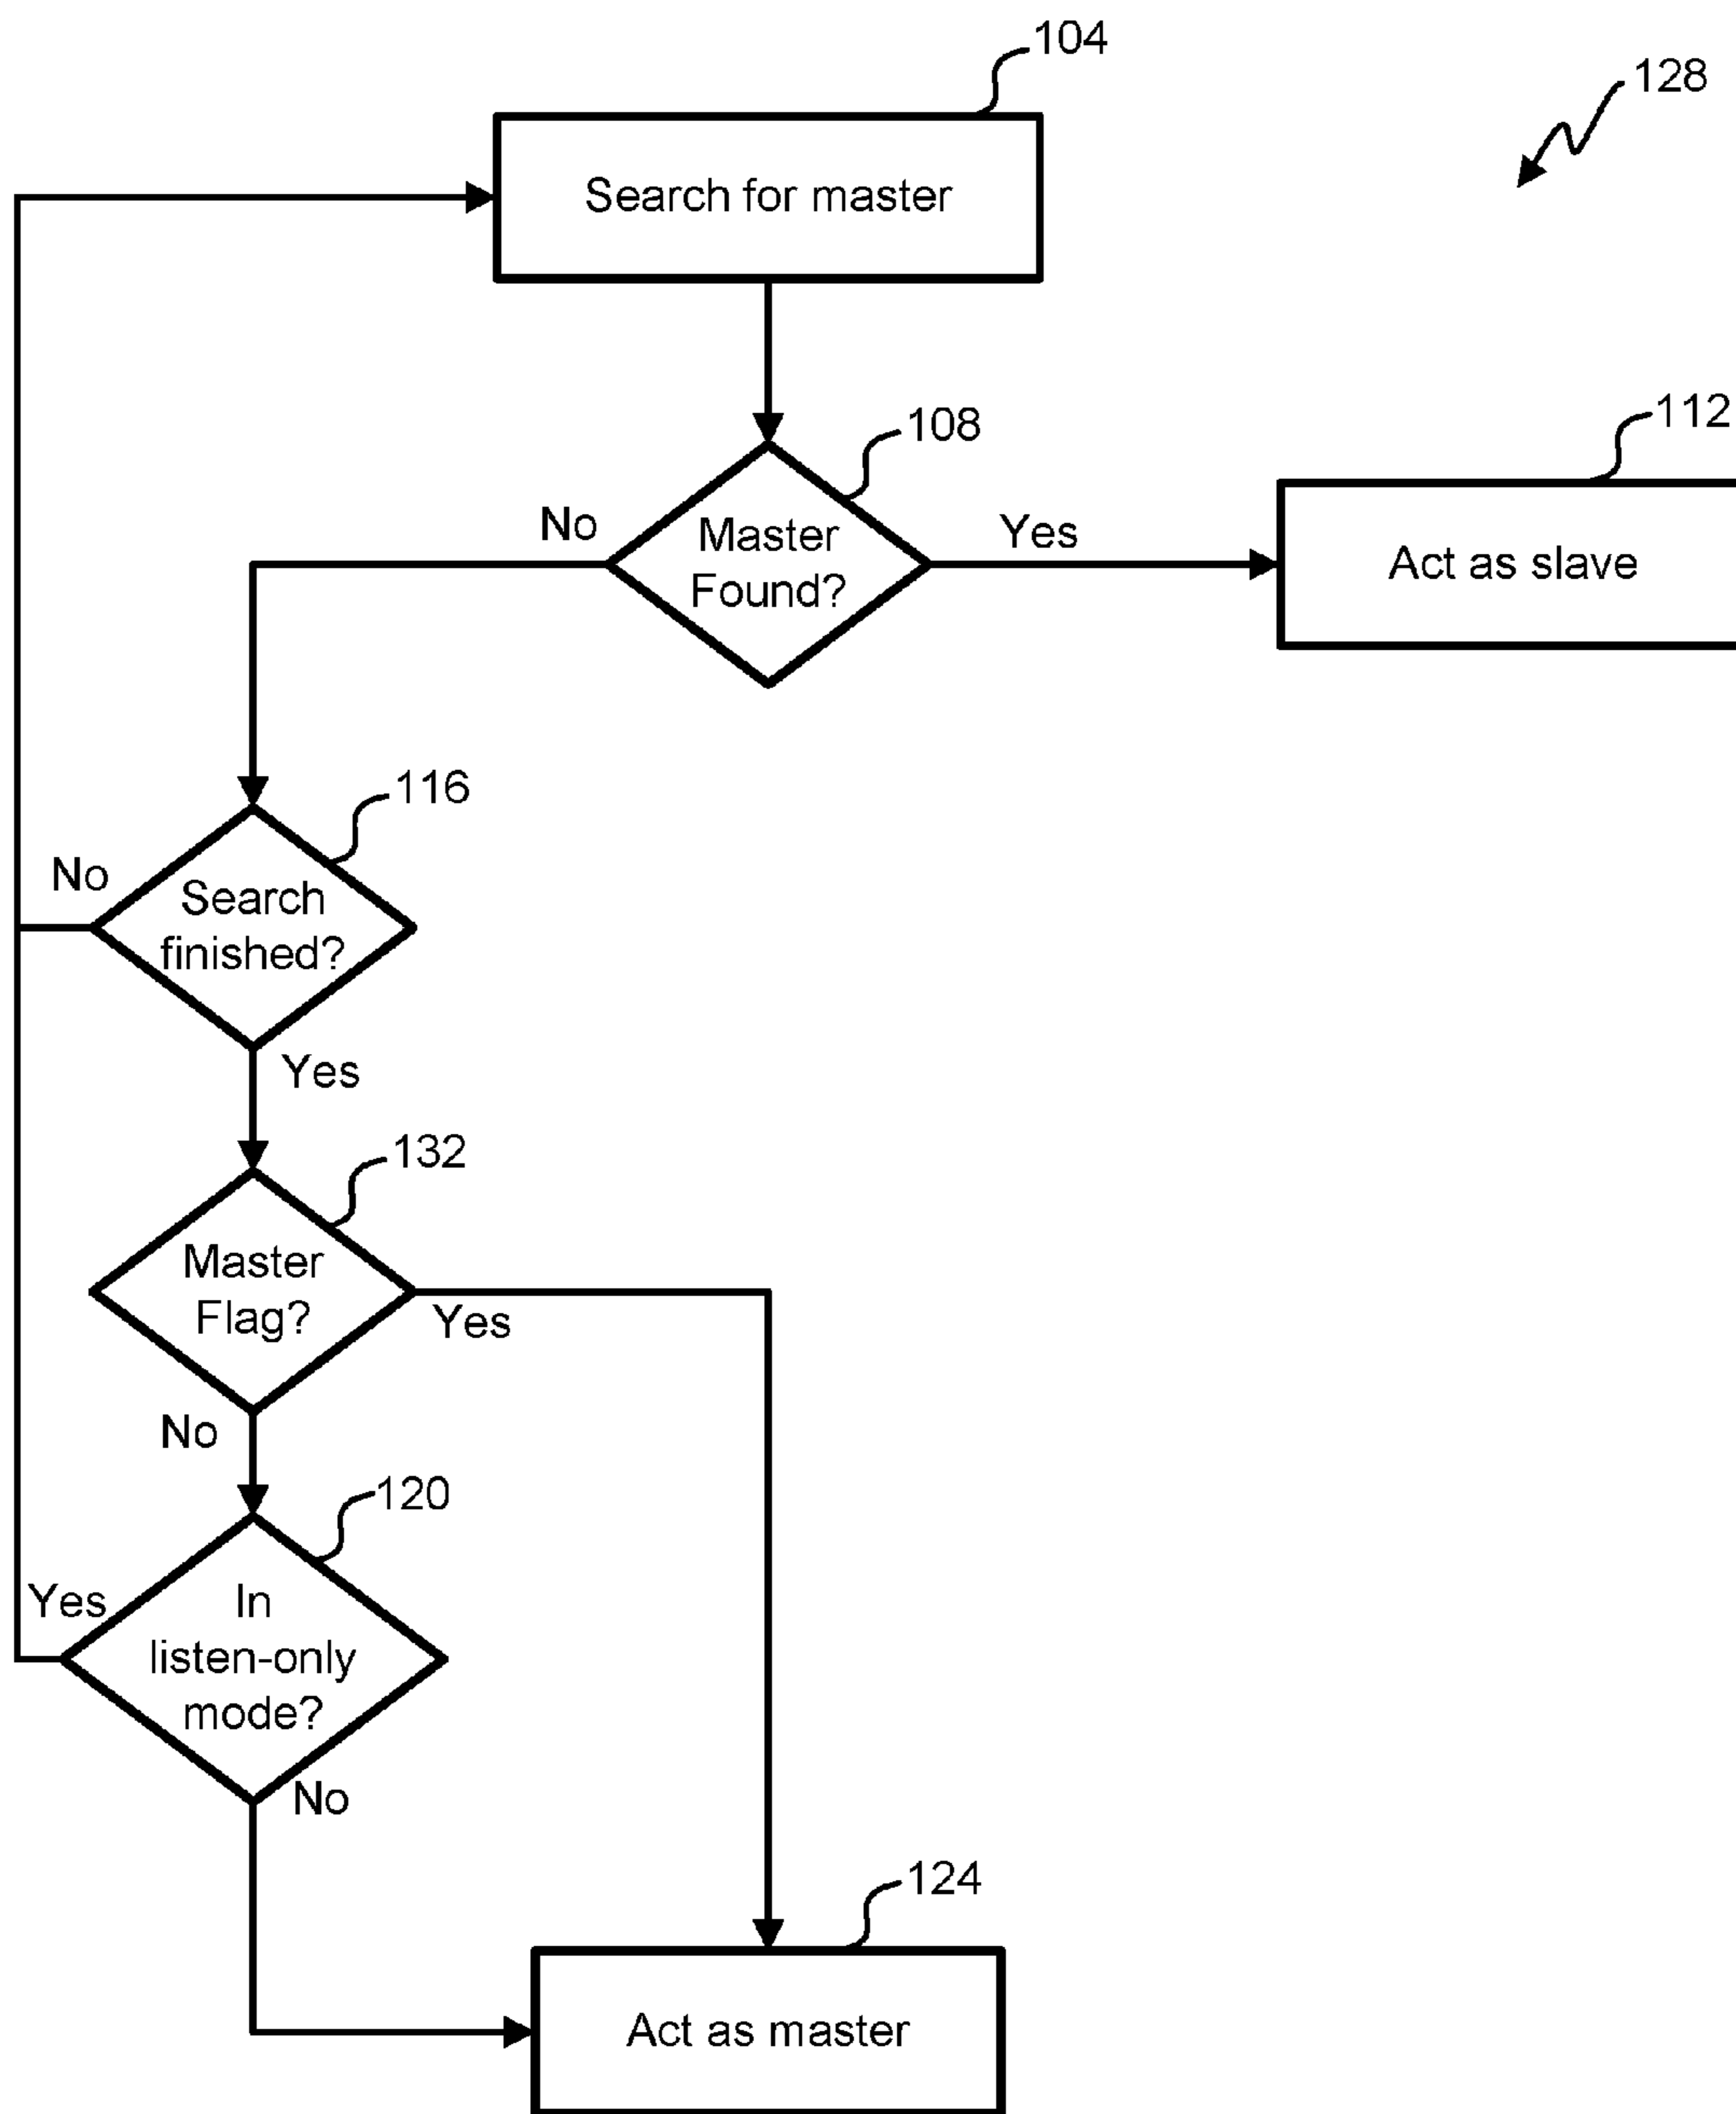 104
128
Search for master
108
112
No
Master
Found?
Yes
Act as slave
116
No
Search
finished?
Yes
132
Master
Flag?
Yes
No
120
Yes
In
listen-only
mode?
No
124
Act as master